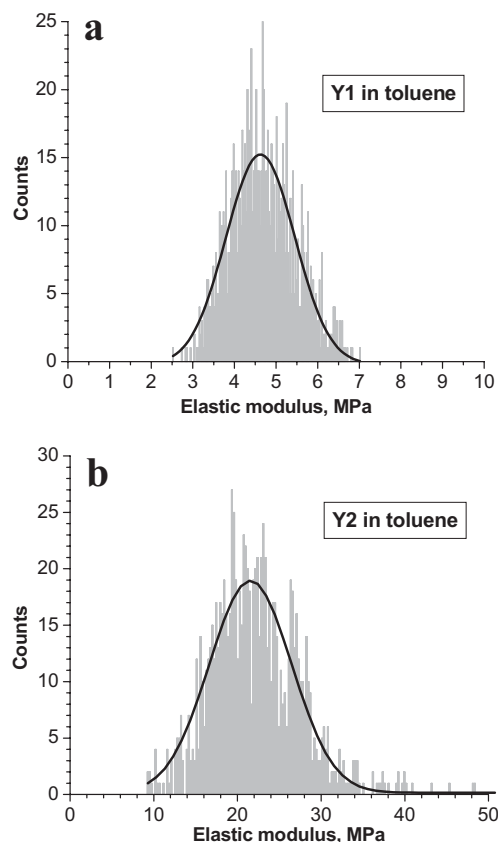 a
Y1 in toluene
Counts
25
20
15
10
5
0
0 1 2 3 4 5 6 7 8 9 10
Elastic modulus, MPa
b
Y2 in toluene
Counts
30
25
20
15
10
5
0
0 10 20 30 40 50
Elastic modulus, MPa